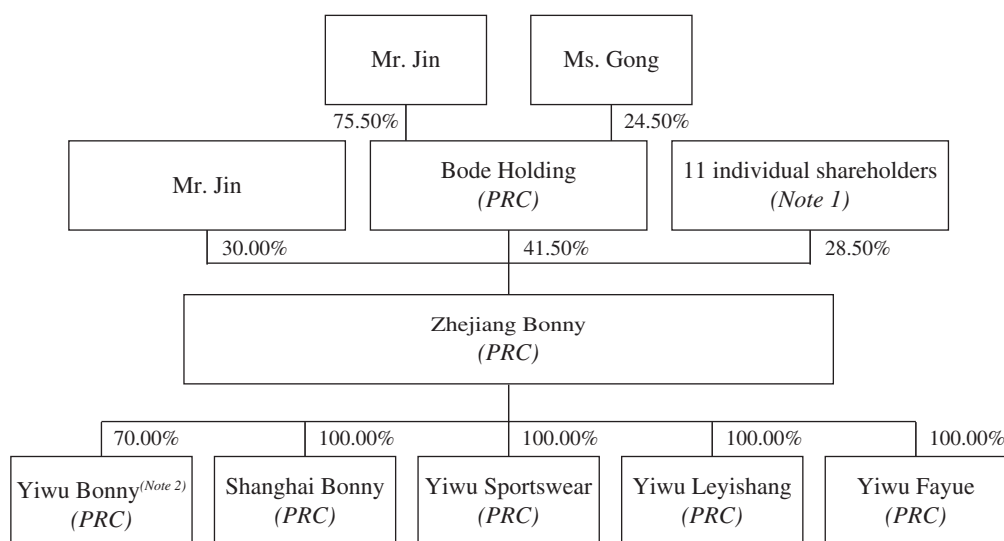 Mr. Jin
Ms. Gong
75.50%
24.50%
Mr. Jin
Bode Holding
(PRC)
11 individual shareholders
(Note 1)
30.00%
41.50%
28.50%
Zhejiang Bonny
(PRC)
70.00%
100.00%
100.00%
100.00%
100.00%
Yiwu Bonny(Note 2)
(PRC)
Shanghai Bonny
(PRC)
Yiwu Sportswear
(PRC)
Yiwu Leyishang
(PRC)
Yiwu Fayue
(PRC)